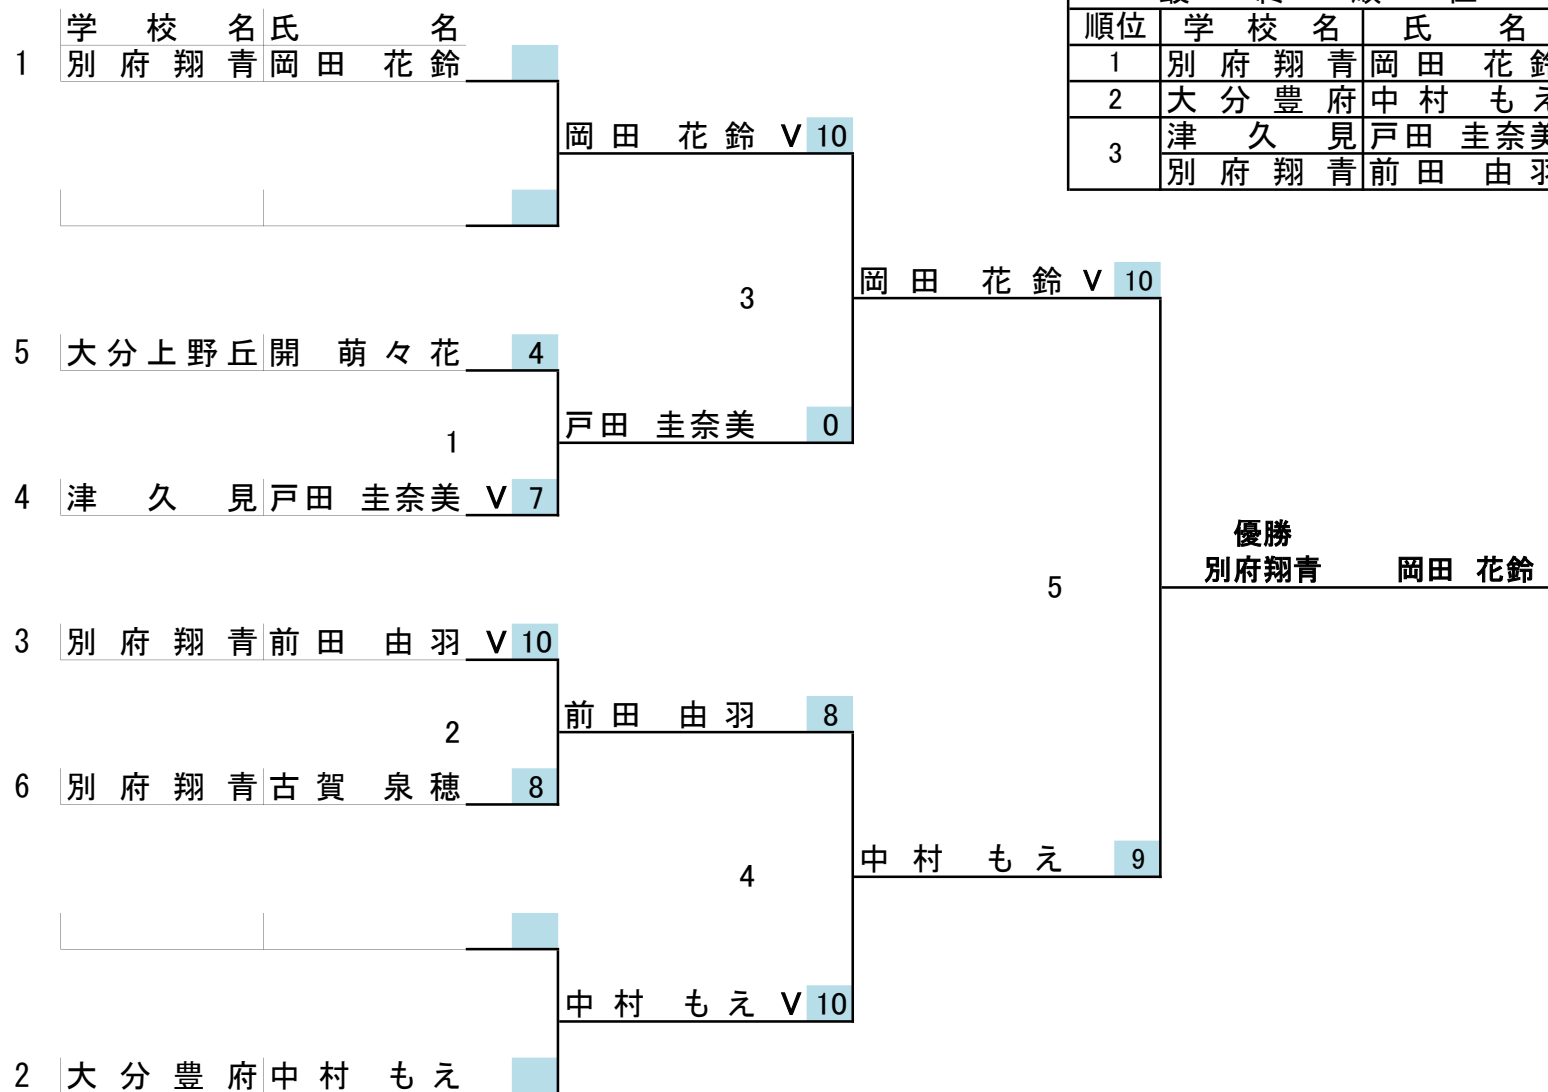 学校名 氏名
順位 学校名 氏名
1 別府翔青 岡田 花鈴
1 別府翔青 岡田 花鈴
2 大分豊府 中村 もえ
岡田 花鈴 V 10
3 津久見 戸田 圭奈美
別府翔青 前田 由羽
岡田 花鈴 V 10
3
5 大分上野丘 開 萌々花 4
戸田 圭奈美 0
1
4 津久見 戸田 圭奈美 V 7
優勝
別府翔青 岡田 花鈴
5
3 別府翔青 前田 由羽 V 10
前田 由羽 8
2
6 別府翔青 古賀 泉穂 8
中村 もえ 9
4
中村 もえ V 10
2 大分豊府 中村 もえ